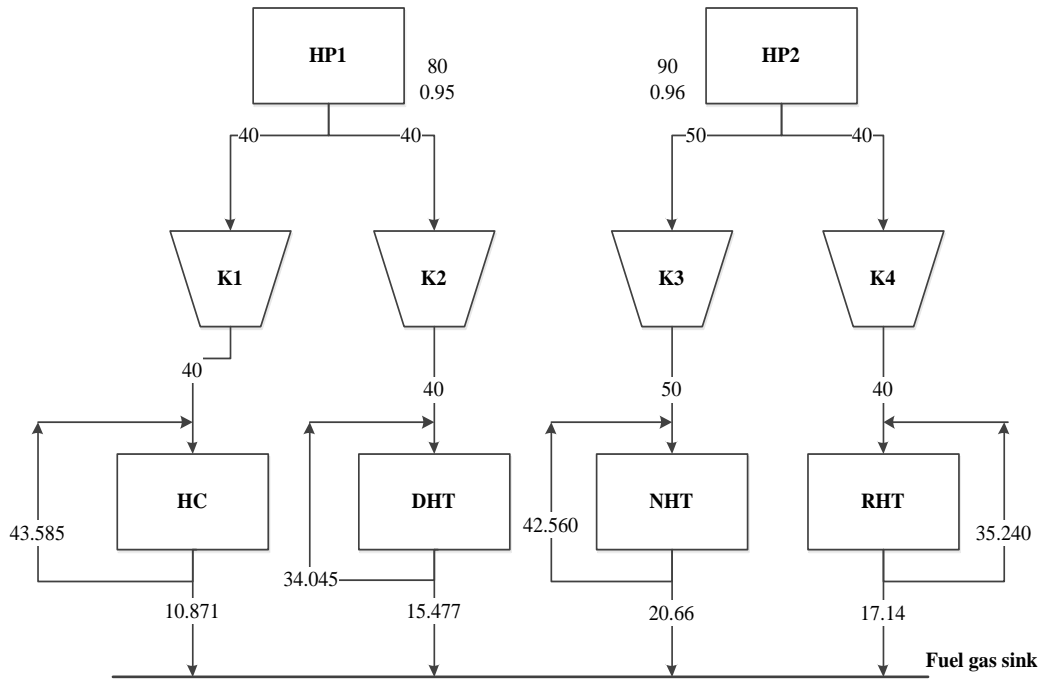 HP1
80
0.95
HP2
90
0.96
40
40
50
40
K1
K2
K3
K4
40
40
50
40
HC
DHT
NHT
RHT
43.585
34.045
42.560
35.240
10.871
15.477
20.66
17.14
Fuel gas sink